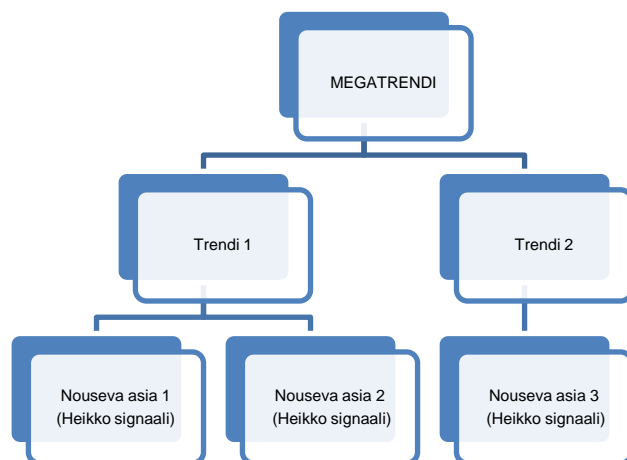 MEGATRENDI
Trendi 1
Trendi 2
Nouseva asia 1
(Heikko signaali)
Nouseva asia 2
(Heikko signaali)
Nouseva asia 3
(Heikko signaali)